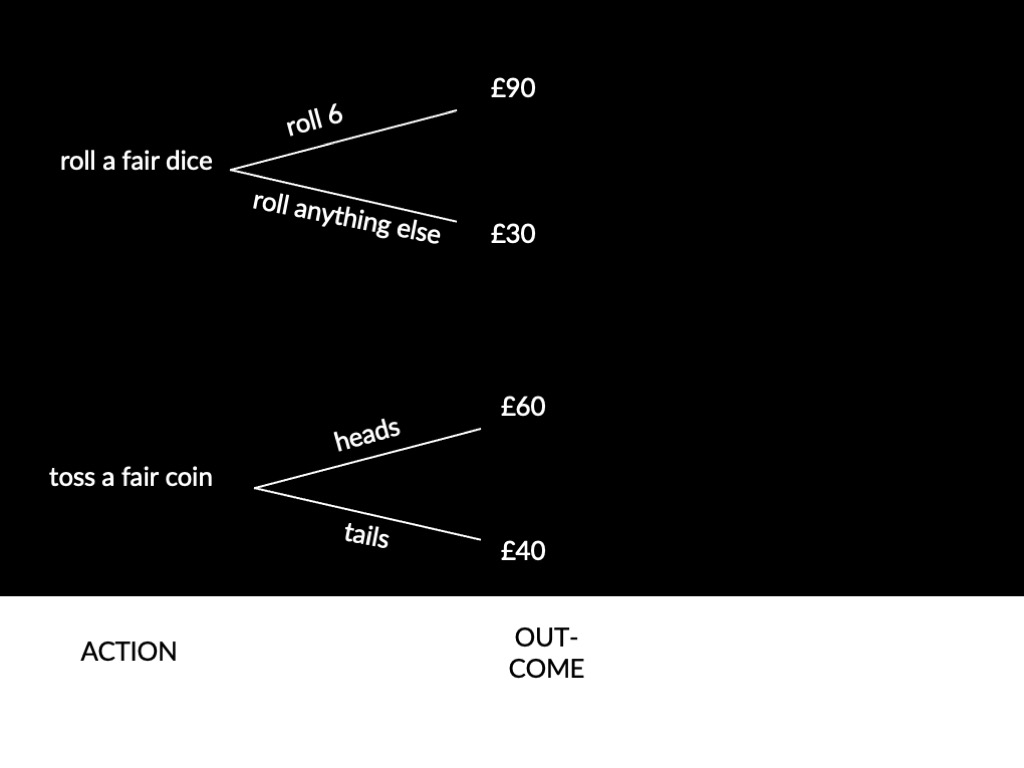 £90
roll 6
roll a fair dice
roll anything else
£30
£60
heads
toss a fair coin
tails
£40
ACTION
OUT-
COME